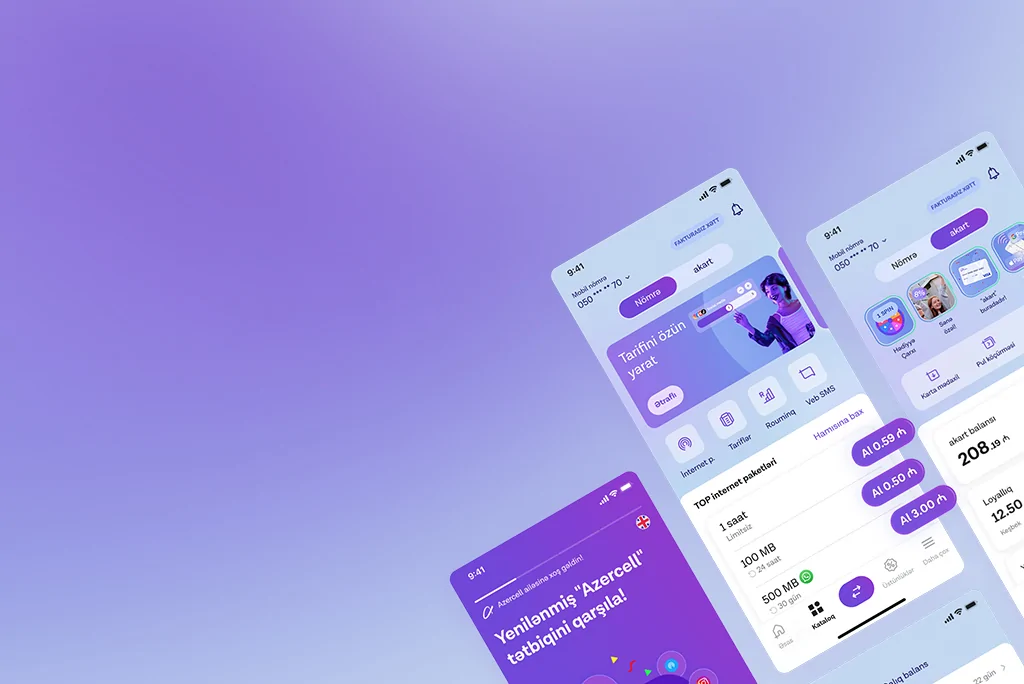 9:41
Azercell ailəsinə xoş gəldin!
Yenilənmiş "Azercell"
tətbiqini qarşıla!
9:41
Mobil nömrə
050 *** ** 70
FAKTURASIZ XƏTT
Nömrə
akart
Tarifini özün
yarat
Ətraflı
İnternet p.
Tariflər
Rouminq
Veb SMS
TOP internet paketləri
Hamısına bax
1 saat
Limitsiz
Al 0.59 ₼
100 MB
24 saat
Al 0.50 ₼
500 MB
30 gün
Al 3.00 ₼
Əsas
Kataloq
Üstünlüklər
Daha çox
9:41
Mobil nömrə
050 *** ** 70
FAKTURASIZ XƏTT
Nömrə
akart
1 SPIN
Hədiyyə
Çarxı
Sənə
özəl!
"akart"
buradadır!
Karta mədaxil
Pul köçürməsi
akart balansı
208.19 ₼
Loyallıq
12.50
Keşbek
balans
22 gün